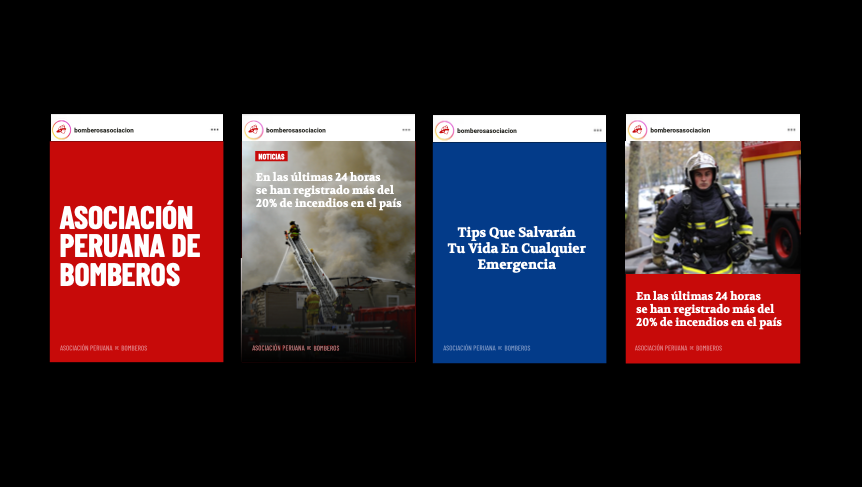 bomberosasociacion
ASOCIACIÓN
PERUANA DE
BOMBEROS
ASOCIACIÓN PERUANA DE BOMBEROS
bomberosasociacion
NOTICIAS
En las últimas 24 horas
se han registrado más del
20% de incendios en el país
ASOCIACIÓN PERUANA DE BOMBEROS
bomberosasociacion
Tips Que Salvarán
Tu Vida En Cualquier
Emergencia
ASOCIACIÓN PERUANA DE BOMBEROS
bomberosasociacion
En las últimas 24 horas
se han registrado más del
20% de incendios en el país
ASOCIACIÓN PERUANA DE BOMBEROS